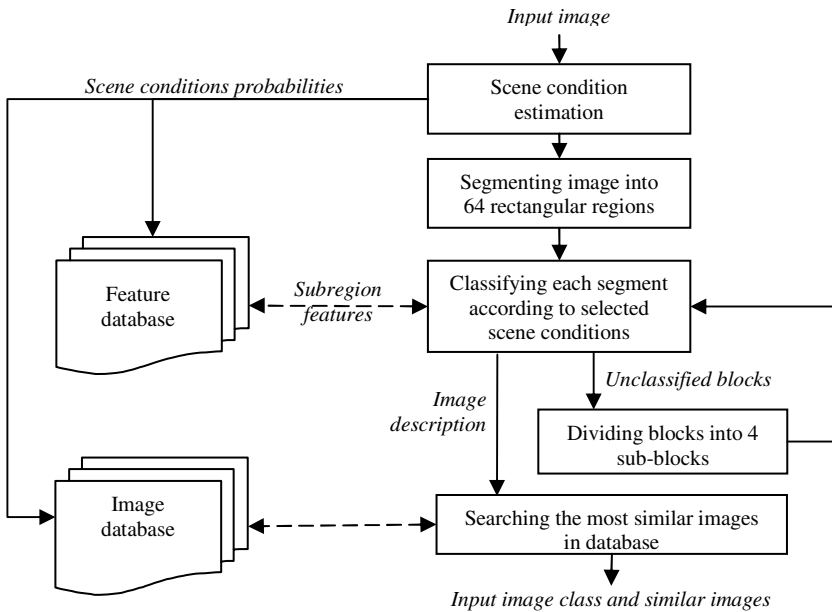 Input image
Scene conditions probabilities
Scene condition
estimation
Segmenting image into
64 rectangular regions
Feature
database
Subregion
features
Classifying each segment
according to selected
scene conditions
Unclassified blocks
Image
description
Dividing blocks into 4
sub-blocks
Image
database
Searching the most similar images
in database
Input image class and similar images